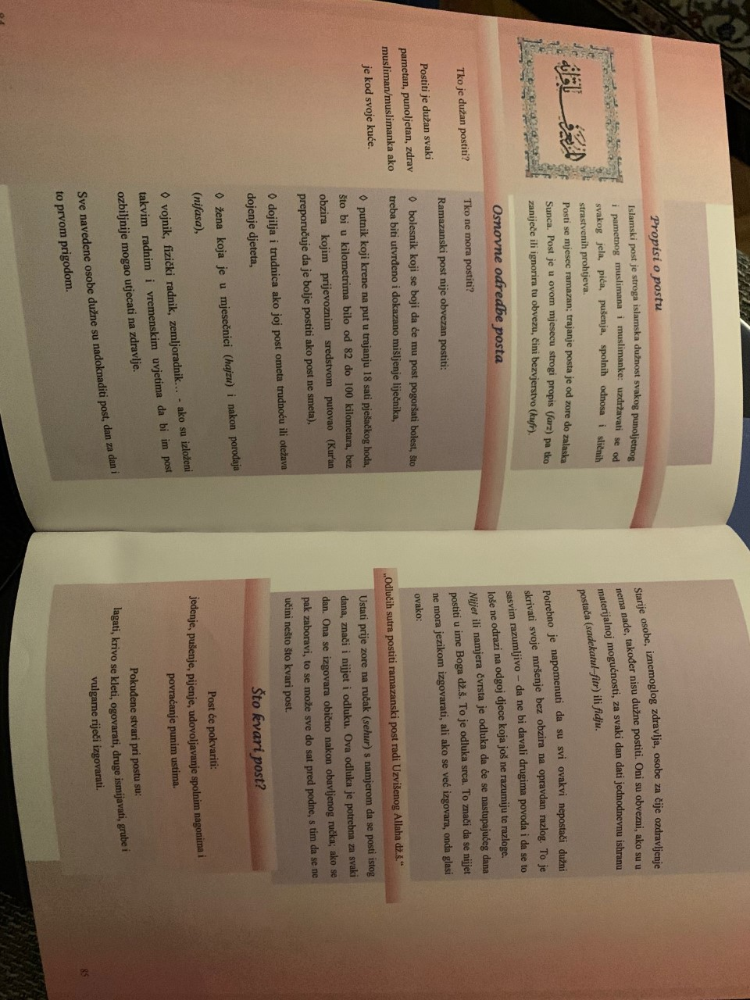 Propisi o postu
Islamski post je stroga islamska dužnost svakog punoljetnog
i pametnog muslimana i muslimanke: uzdržavati se od
svakog jela, pića, pušenja, spolnih odnosa i sličnih
strastvenih prohtjeva.
Posti se mjesec ramazan; trajanje posta je od zore do zalaska
Sunca. Post je u ovom mjesecu strogi propis (farz) pa tko
zaniječe ili ignorira tu obvezu, čini bezvjerstvo (kufr).
Osnovne odredbe posta
Tko je dužan postiti?
Postiti je dužan svaki
pametan, punoljetan, zdrav
musliman/muslimanka ako
je kod svoje kuće.
Tko ne mora postiti?
Ramazanski post nije obvezan postiti:
◊ bolesnik koji se boji da će mu post pogoršati bolest, što
treba biti utvrđeno i dokazano mišljenje liječnika,
◊ putnik koji krene na put u trajanju 18 sati pješačkog hoda,
što bi u kilometrima bilo od 82 do 100 kilometara, bez
obzira kojim prijevoznim sredstvom putovao (Kur'an
preporučuje da je bolje postiti ako post ne smeta),
◊ dojilja i trudnica ako joj post ometa trudnoću ili otežava
dojenje djeteta,
◊ žena koja je u mjesečnici (hajzu) i nakon porođaja
(nifasa),
◊ vojnik, fizički radnik, zemljoradnik... - ako su izloženi
takvim radnim i vremenskim uvjetima da bi im post
ozbiljnije mogao utjecati na zdravlje.
Sve navedene osobe dužne su nadoknaditi post, dan za dan i
to prvom prigodom.
Starije osobe, iznemoglog zdravlja, osobe za čije ozdravljenje
nema nade, također nisu dužne postiti. Oni su obvezni, ako su u
materijalnoj mogućnosti, za svaki dan dati jednodnevnu ishranu
postača (sadekatul-fitr) ili fidju.
Potrebno je napomenuti da su svi ovakvi nepostači dužni
skrivati svoje mršenje bez obzira na opravdan razlog. To je
sasvim razumljivo – da ne bi davali drugima povoda i da se to
loše ne odrazi na odgoj djece koja još ne razumiju te razloge.
Nijjet ili namjera čvrsta je odluka da će se nastupajućeg dana
postiti u ime Boga dž.š. To je odluka srca. To znači da se nijjet
ne mora jezikom izgovarati, ali ako se već izgovara, onda glasi
ovako:
„Odlučih sutra postiti ramazanski post radi Uzvišenog Allaha dž.š.“
Ustati prije zore na ručak (sehur) s namjerom da se posti istog
dana, znači i nijjet i odluku. Ova odluka je potrebna za svaki
dan. Ona se izgovara obično nakon obavljenog ručka; ako se
pak zaboravi, to se može sve do sat pred podne, s tim da se ne
učini nešto što kvari post.
Što kvari post?
Post će pokvariti:
jedenje, pušenje, pijenje, udovoljavanje spolnim nagonima i
povraćanje punim ustima.
Pokuđene stvari pri postu su:
lagati, krivo se kleti, ogovarati, druge ismijavati, grube i
vulgarne riječi izgovarati.
85